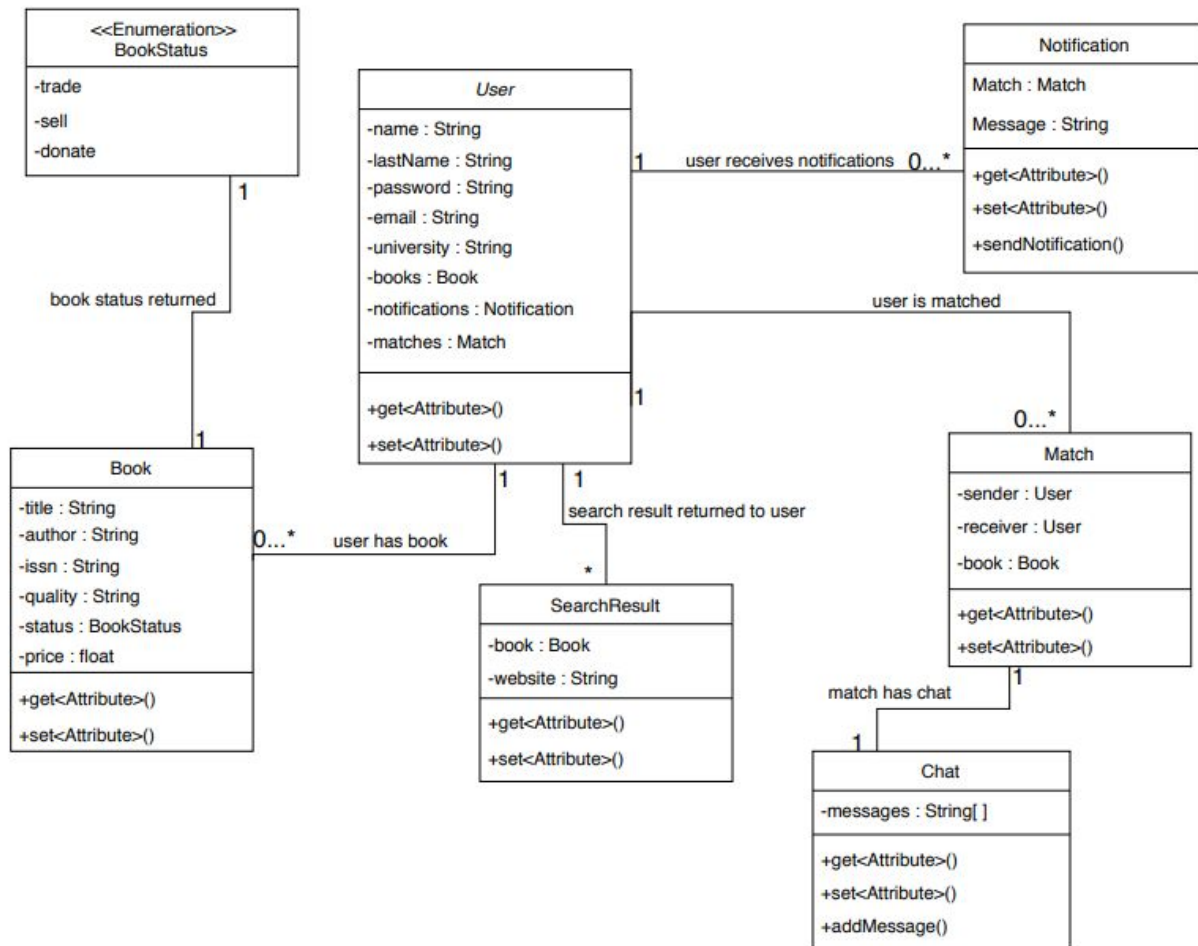 <<Enumeration>>
BookStatus
-trade
-sell
-donate
1
book status returned
1
User
-name : String
-lastName : String
-password : String
-email : String
-university : String
-books : Book
-notifications : Notification
-matches : Match
+get<Attribute>()
+set<Attribute>()
1
user receives notifications
0...*
Notification
Match : Match
Message : String
+get<Attribute>()
+set<Attribute>()
+sendNotification()
user is matched
1
0...*
Book
-title : String
-author : String
-issn : String
-quality : String
-status : BookStatus
-price : float
+get<Attribute>()
+set<Attribute>()
0...*
user has book
1
1
search result returned to user
*
SearchResult
-book : Book
-website : String
+get<Attribute>()
+set<Attribute>()
Match
-sender : User
-receiver : User
-book : Book
+get<Attribute>()
+set<Attribute>()
1
match has chat
1
Chat
-messages : String[ ]
+get<Attribute>()
+set<Attribute>()
+addMessage()